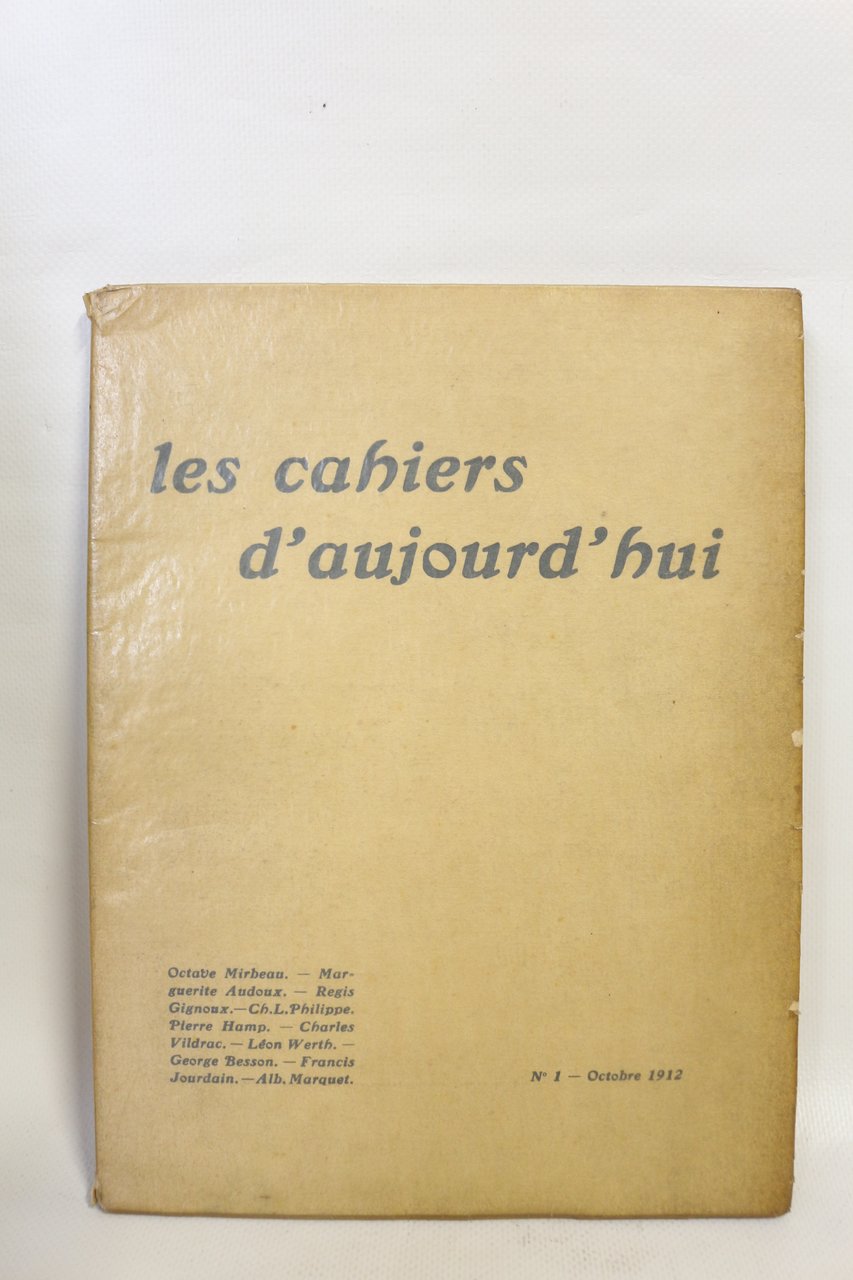 les cahiers
d'aujourd'hui
Octave Mirbeau. — Mar-
guerite Audoux. — Regis
Gignoux.—Ch.L.Philippe.
Pierre Hamp. — Charles
Vildrac. — Léon Werth. —
George Besson. — Francis
Jourdain.—Alb. Marquet.
Nº 1 — Octobre 1912